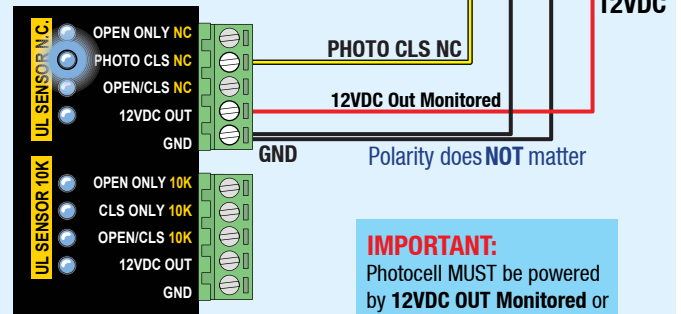 12VDC
UL SENSOR N.C.
OPEN ONLY NC
PHOTO CLS NC
OPEN/CLS NC
12VDC OUT
GND
PHOTO CLS NC
12VDC Out Monitored
GND
Polarity does NOT matter
UL SENSOR 10K
OPEN ONLY 10K
CLS ONLY 10K
OPEN/CLS 10K
12VDC OUT
GND
IMPORTANT:
Photocell MUST be powered
by 12VDC OUT Monitored or